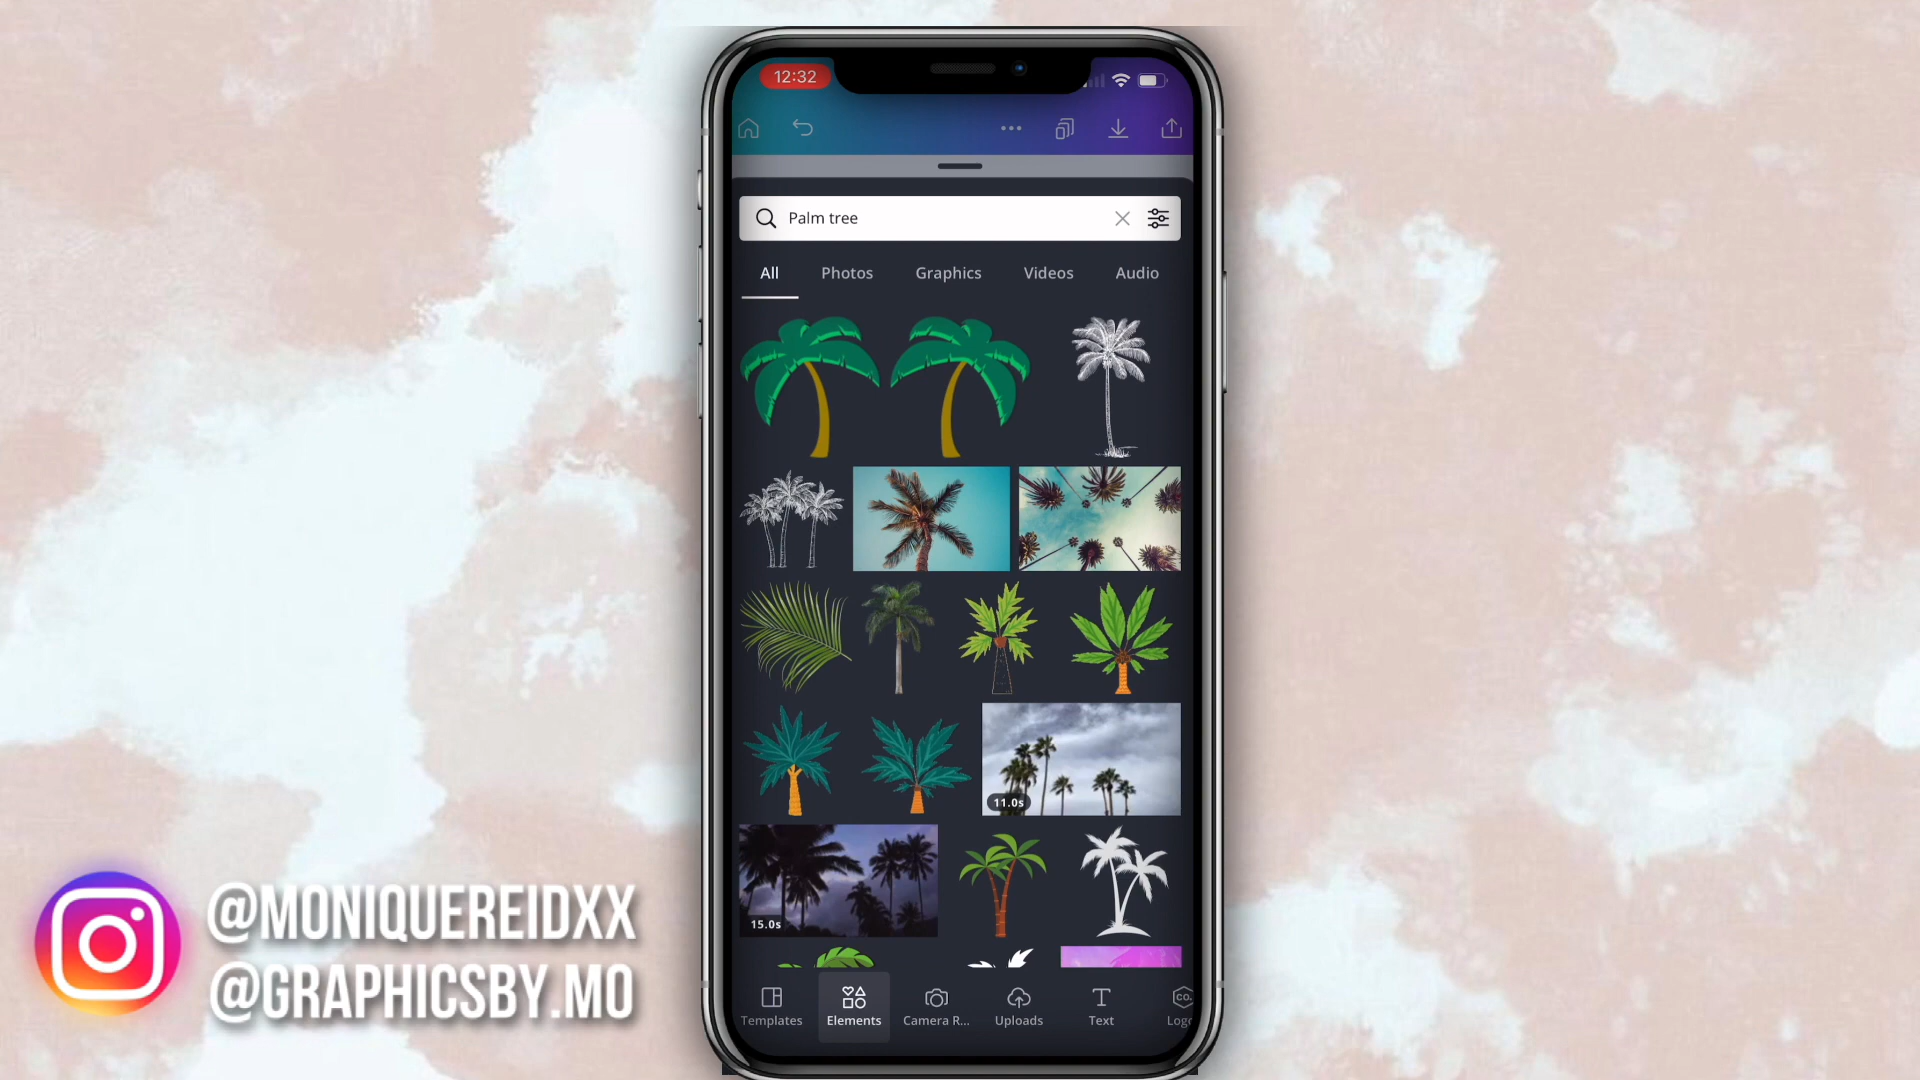 12:32
Palm tree
All Photos Graphics Videos Audio
11.0s
15.0s
Templates Elements Camera R... Uploads Text Logo
@MONIQUEREIDXX
@GRAPHICSBY.MO